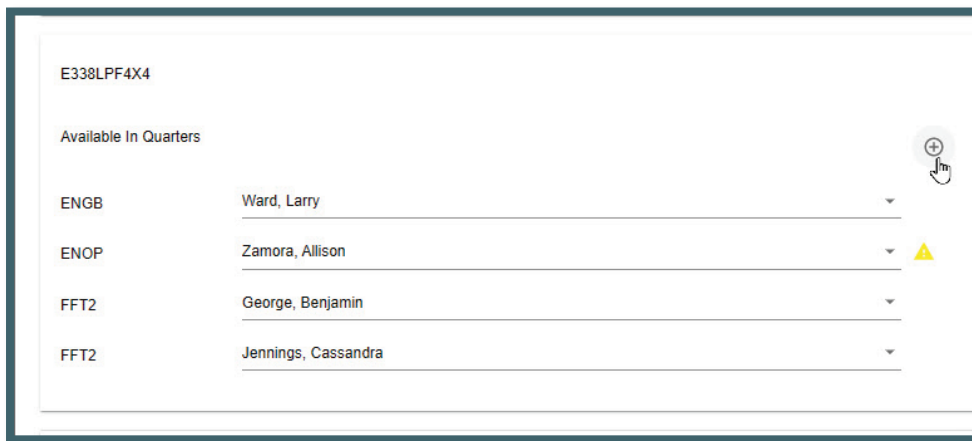 E338LPF4X4
Available In Quarters
ENGB Ward, Larry
ENOP Zamora, Allison
FFT2 George, Benjamin
FFT2 Jennings, Cassandra